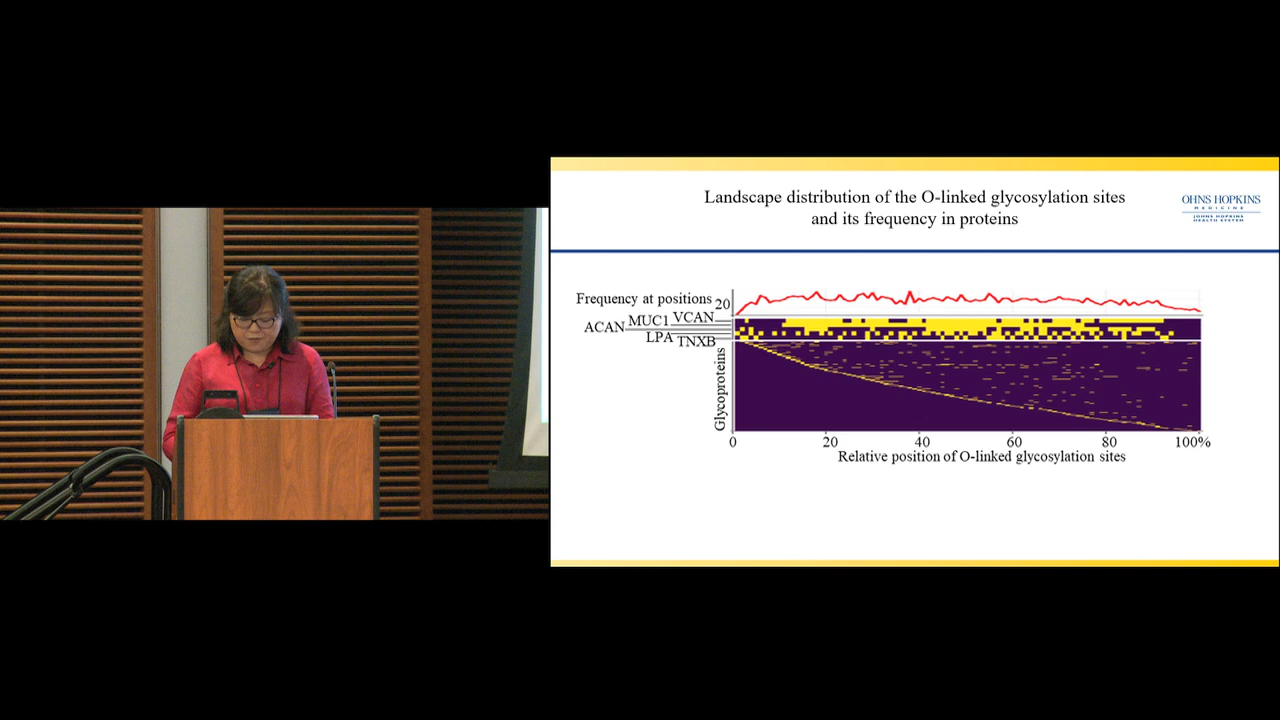 Landscape distribution of the O-linked glycosylation sites
and its frequency in proteins
OHNS HOPKINS
MEDICINE
JOHNS HOPKINS
HEALTH SYSTEM
Frequency at positions
20
MUC1
VCAN
ACAN
LPA
TNXB
Glycoproteins
0
20
40
60
80
100%
Relative position of O-linked glycosylation sites